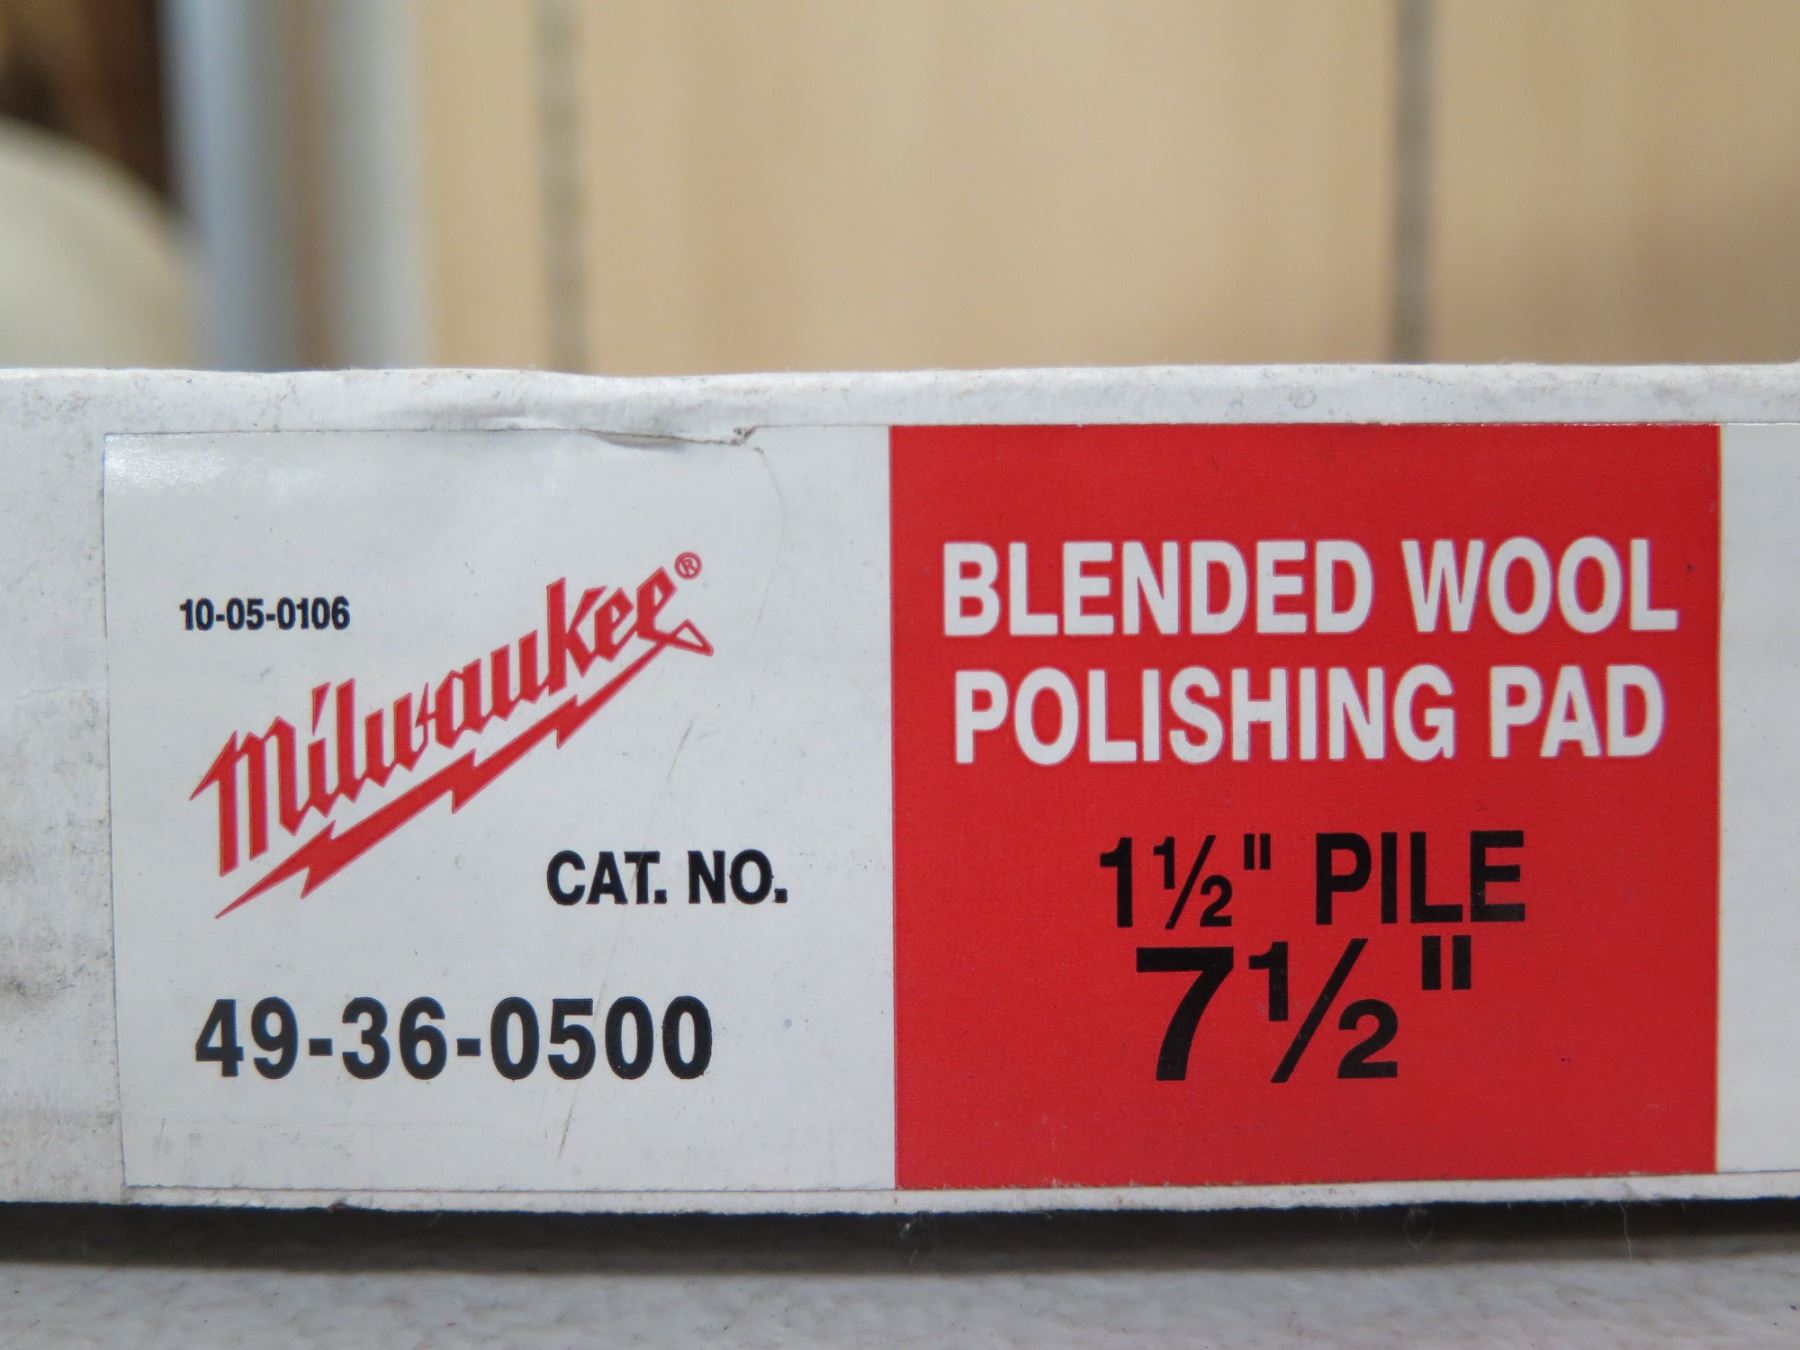 10-05-0106
Milwaukee®
CAT. NO.
49-36-0500
BLENDED WOOL
POLISHING PAD
1½" PILE
7½"